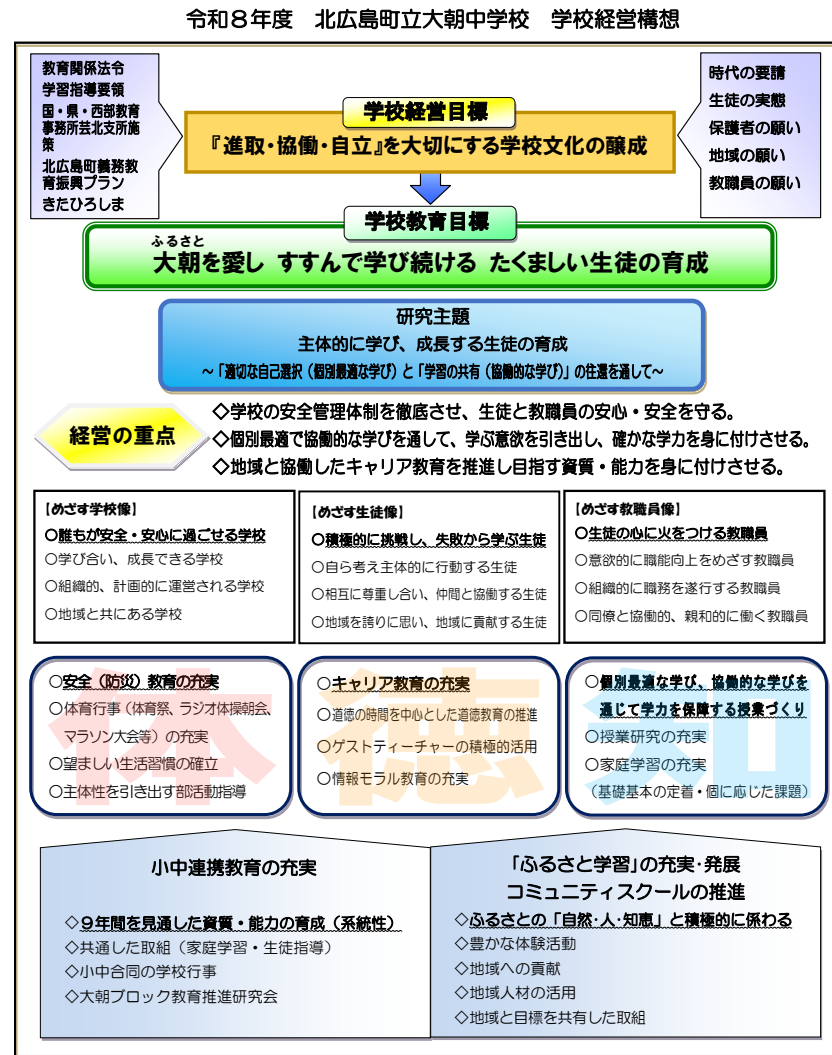 令和８年度　北広島町立大朝中学校　学校経営構想
教育関係法令
学習指導要領
国・県・西部教育
事務所芸北支所施
策
北広島町義務教
育振興プラン
きたひろしま
学校経営目標
『進取・協働・自立』を大切にする学校文化の醸成
時代の要請
生徒の実態
保護者の願い
地域の願い
教職員の願い
学校教育目標
ふるさと
大朝を愛し すすんで学び続ける たくましい生徒の育成
研究主題
主体的に学び、成長する生徒の育成
～「適切な自己選択（個別最適な学び）と「学習の共有（協働的な学び）」の往還を通して～
経営の重点
◇学校の安全管理体制を徹底させ、生徒と教職員の安心・安全を守る。
◇個別最適で協働的な学びを通して、学ぶ意欲を引き出し、確かな学力を身に付けさせる。
◇地域と協働したキャリア教育を推進し目指す資質・能力を身に付けさせる。
【めざす学校像】
○誰もが安全・安心に過ごせる学校
○学び合い、成長できる学校
○組織的、計画的に運営される学校
○地域と共にある学校
【めざす生徒像】
○積極的に挑戦し、失敗から学ぶ生徒
○自ら考え主体的に行動する生徒
○相互に尊重し合い、仲間と協働する生徒
○地域を誇りに思い、地域に貢献する生徒
【めざす教職員像】
○生徒の心に火をつける教職員
○意欲的に職能向上をめざす教職員
○組織的に職務を遂行する教職員
○同僚と協働的、親和的に働く教職員
体
○安全（防災）教育の充実
○体育行事（体育祭、ラジオ体操朝会、
マラソン大会等）の充実
○望ましい生活習慣の確立
○主体性を引き出す部活動指導
徳
○キャリア教育の充実
○道徳の時間を中心とした道徳教育の推進
○ゲストティーチャーの積極的活用
○情報モラル教育の充実
知
○個別最適な学び、協働的な学びを
通じて学力を保障する授業づくり
○授業研究の充実
○家庭学習の充実
（基礎基本の定着・個に応じた課題）
小中連携教育の充実
◇９年間を見通した資質・能力の育成（系統性）
◇共通した取組（家庭学習・生徒指導）
◇小中合同の学校行事
◇大朝ブロック教育推進研究会
「ふるさと学習」の充実・発展
コミュニティスクールの推進
◇ふるさとの「自然・人・知恵」と積極的に係わる
◇豊かな体験活動
◇地域への貢献
◇地域人材の活用
◇地域と目標を共有した取組